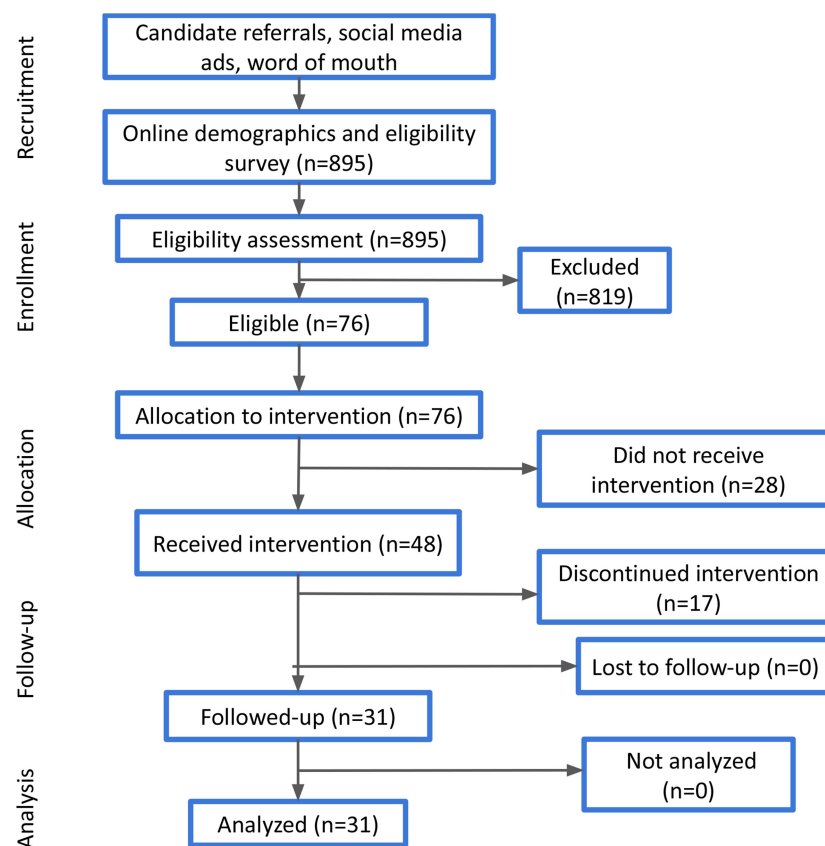 Recruitment
Candidate referrals, social media
ads, word of mouth
Online demographics and eligibility
survey (n=895)
Enrollment
Eligibility assessment (n=895)
Excluded
(n=819)
Eligible (n=76)
Allocation
Allocation to intervention (n=76)
Did not receive
intervention (n=28)
Received intervention (n=48)
Follow-up
Discontinued intervention
(n=17)
Lost to follow-up (n=0)
Followed-up (n=31)
Analysis
Not analyzed
(n=0)
Analyzed (n=31)